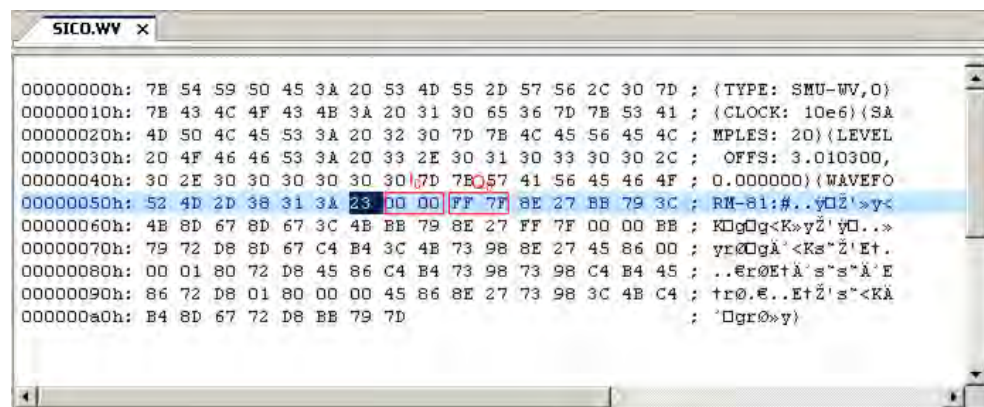 SICO.WV ×
00000000h: 7B 54 59 50 45 3A 20 53 4D 55 2D 57 56 2C 30 7D ; {TYPE: SMU-WV,0}
00000010h: 7B 43 4C 4F 43 4B 3A 20 31 30 65 36 7D 7B 53 41 ; {CLOCK: 10e6}{SA
00000020h: 4D 50 4C 45 53 3A 20 32 30 7D 7B 4C 45 56 45 4C ; MPLES: 20}{LEVEL
00000030h: 20 4F 46 46 53 3A 20 33 2E 30 31 30 33 30 30 2C ;  OFFS: 3.010300,
00000040h: 30 2E 30 30 30 30 30 30 7D 7B 57 41 56 45 46 4F ; 0.000000}{WAVEFO
I0 Q0
00000050h: 52 4D 2D 38 31 3A 23 00 00 FF 7F 8E 27 BB 79 3C ; RM-81:#..ÿ□Ž'»y<
00000060h: 4B 8D 67 8D 67 3C 4B BB 79 8E 27 FF 7F 00 00 BB ; K□g□g<K»yŽ'ÿ□..»
00000070h: 79 72 D8 8D 67 C4 B4 3C 4B 73 98 8E 27 45 86 00 ; yrØ□gÄ´<Ks˜Ž'E†.
00000080h: 00 01 80 72 D8 45 86 C4 B4 73 98 73 98 C4 B4 45 ; ..€rØE†Ä´s˜s˜Ä´E
00000090h: 86 72 D8 01 80 00 00 45 86 8E 27 73 98 3C 4B C4 ; †rØ.€..E†Ž's˜<KÄ
000000a0h: B4 8D 67 72 D8 BB 79 7D ; ´□grØ»y}